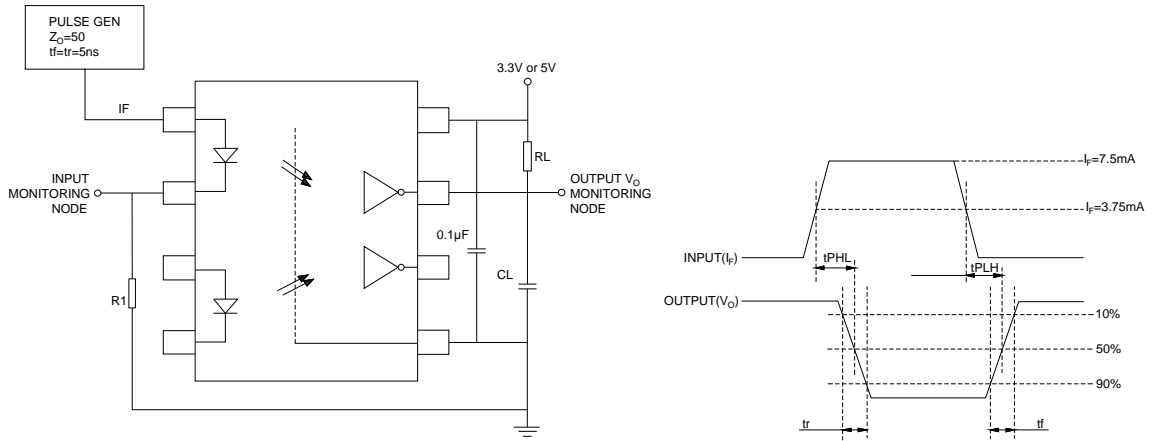 PULSE GEN
ZO=50
tf=tr=5ns
IF
3.3V or 5V
RL
INPUT
MONITORING
NODE
OUTPUT VO
MONITORING
NODE
0.1µF
CL
R1
IF=7.5mA
IF=3.75mA
INPUT(IF)
tPHL
tPLH
OUTPUT(VO)
10%
50%
90%
tr
tf